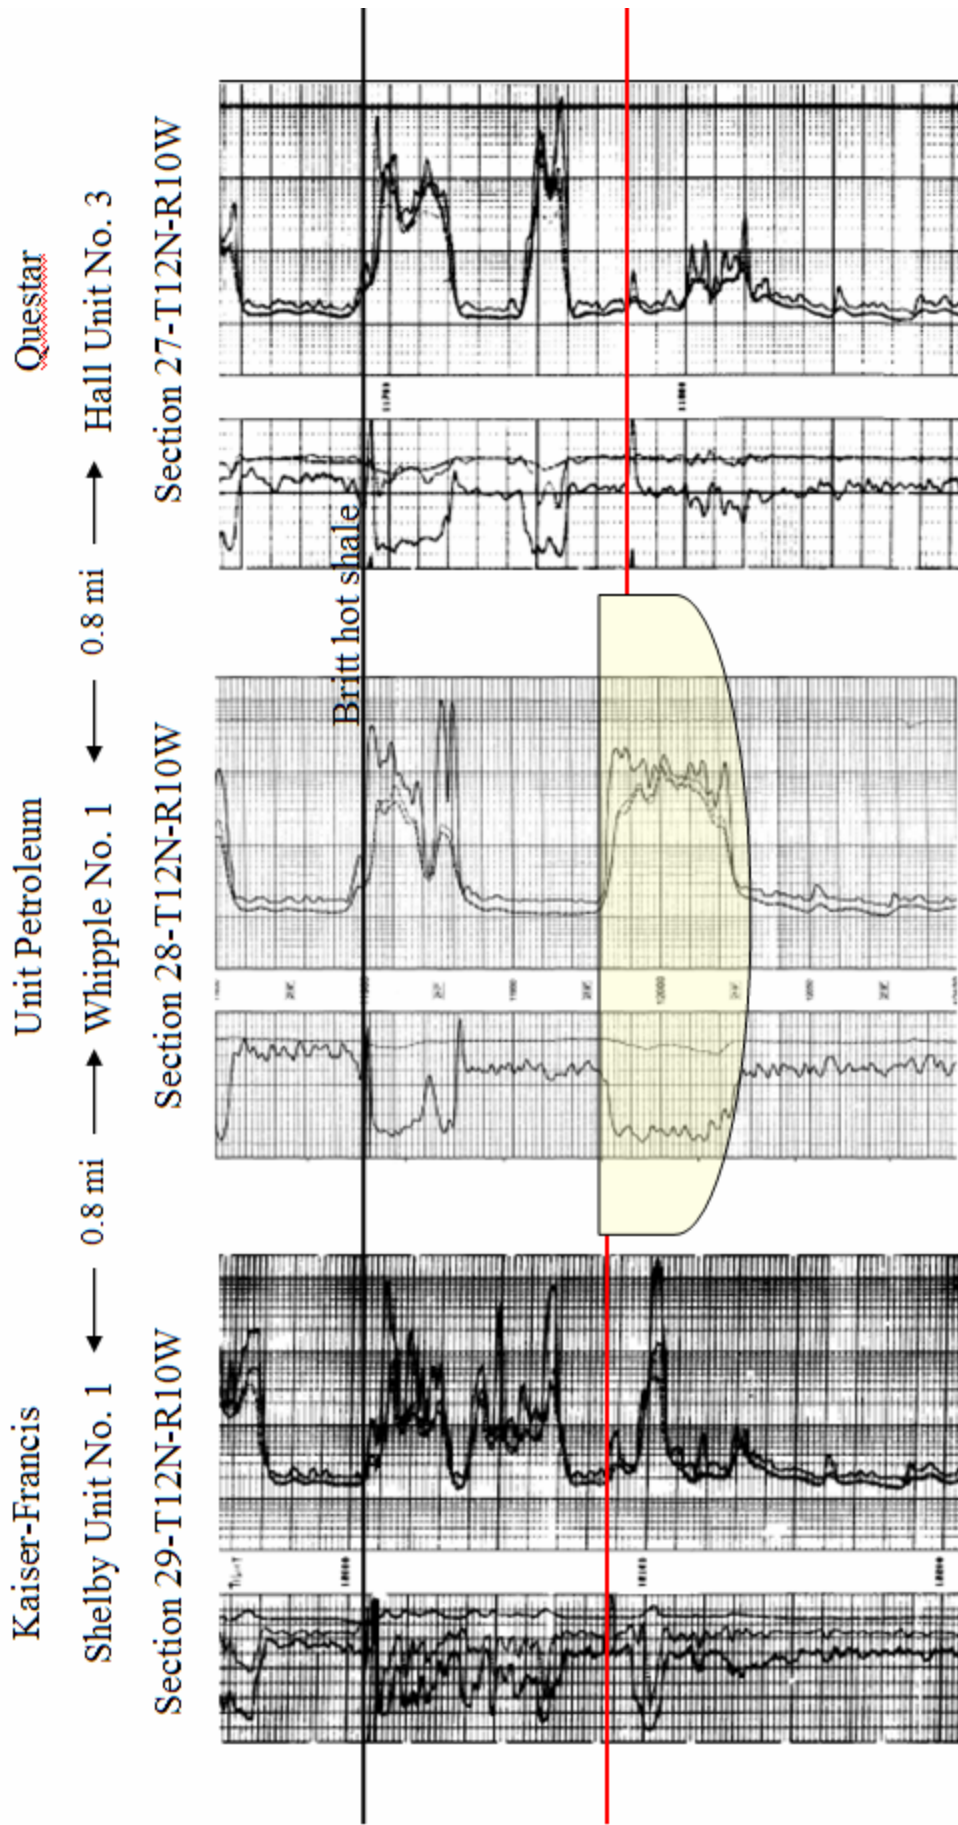 Kaiser-Francis
Shelby Unit No. 1
Section 29-T12N-R10W
0.8 mi
Unit Petroleum
Whipple No. 1
Section 28-T12N-R10W
0.8 mi
Questar
Hall Unit No. 3
Section 27-T12N-R10W
Britt hot shale
12000